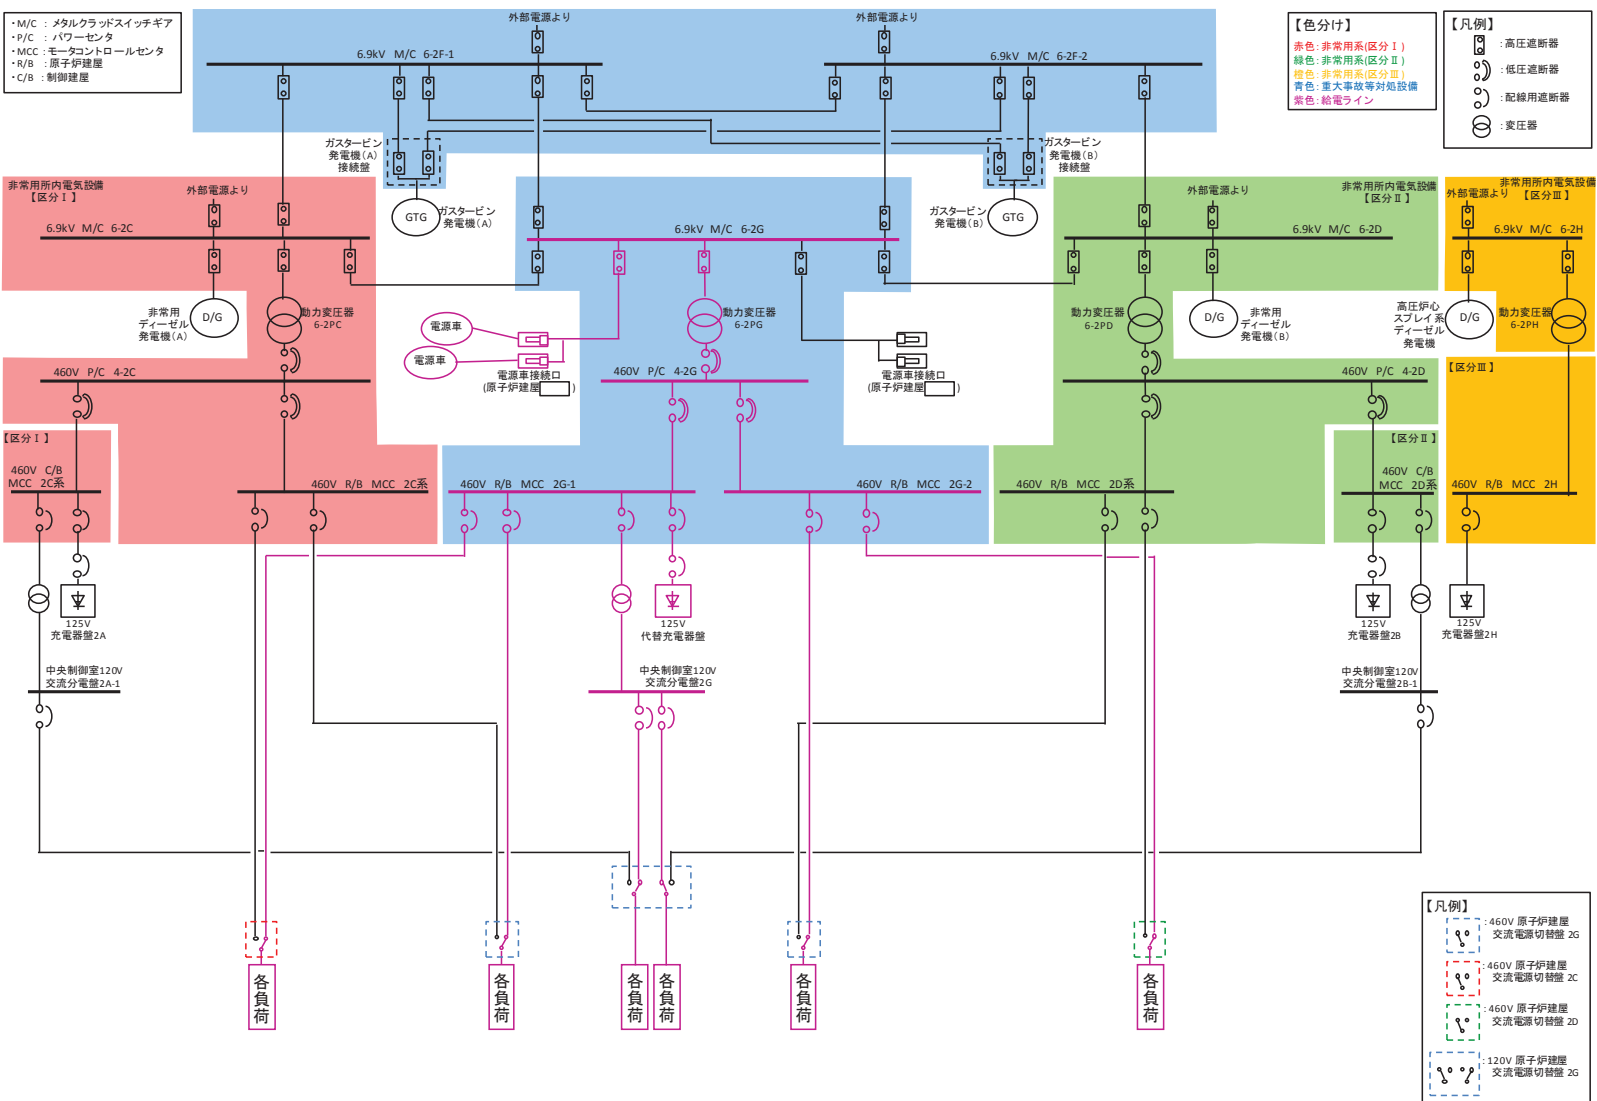 ・M/C ： メタルクラッドスイッチギア
・P/C ： パワーセンタ
・MCC ：モータコントロールセンタ
・R/B ： 原子炉建屋
・C/B ：制御建屋
外部電源より
外部電源より
6.9kV M/C 6-2F-1
6.9kV M/C 6-2F-2
【色分け】
赤色：非常用系(区分Ⅰ)
緑色：非常用系(区分Ⅱ)
橙色：非常用系(区分Ⅲ)
青色：重大事故等対処設備
紫色：給電ライン
【凡例】
：高圧遮断器
：低圧遮断器
：配線用遮断器
：変圧器
ガスタービン
発電機(A)
接続盤
ガスタービン
発電機(B)
接続盤
非常用所内電気設備
【区分Ⅰ】
外部電源より
6.9kV M/C 6-2C
GTG
ガスタービン
発電機(A)
6.9kV M/C 6-2G
ガスタービン
発電機(B)
GTG
非常用所内電気設備
【区分Ⅱ】
外部電源より
6.9kV M/C 6-2D
非常用所内電気設備
【区分Ⅲ】
外部電源より
6.9kV M/C 6-2H
非常用
ディーゼル
発電機(A)
D/G
動力変圧器
6-2PC
電源車
電源車
電源車接続口
(原子炉建屋 )
動力変圧器
6-2PG
電源車接続口
(原子炉建屋 )
動力変圧器
6-2PD
D/G
非常用
ディーゼル
発電機(B)
高圧炉心
スプレイ系
ディーゼル
発電機
D/G
動力変圧器
6-2PH
460V P/C 4-2C
460V P/C 4-2G
460V P/C 4-2D
【区分Ⅲ】
【区分Ⅰ】
460V C/B
MCC 2C系
460V R/B MCC 2C系
460V R/B MCC 2G-1
460V R/B MCC 2G-2
460V R/B MCC 2D系
【区分Ⅱ】
460V C/B
MCC 2D系
460V R/B MCC 2H
125V
充電器盤2A
125V
代替充電器盤
125V
充電器盤2B
125V
充電器盤2H
中央制御室120V
交流分電盤2A-1
中央制御室120V
交流分電盤2G
中央制御室120V
交流分電盤2B-1
各負荷
各負荷
各負荷
各負荷
各負荷
各負荷
【凡例】
：460V 原子炉建屋
交流電源切替盤 2G
：460V 原子炉建屋
交流電源切替盤 2C
：460V 原子炉建屋
交流電源切替盤 2D
：120V 原子炉建屋
交流電源切替盤 2G